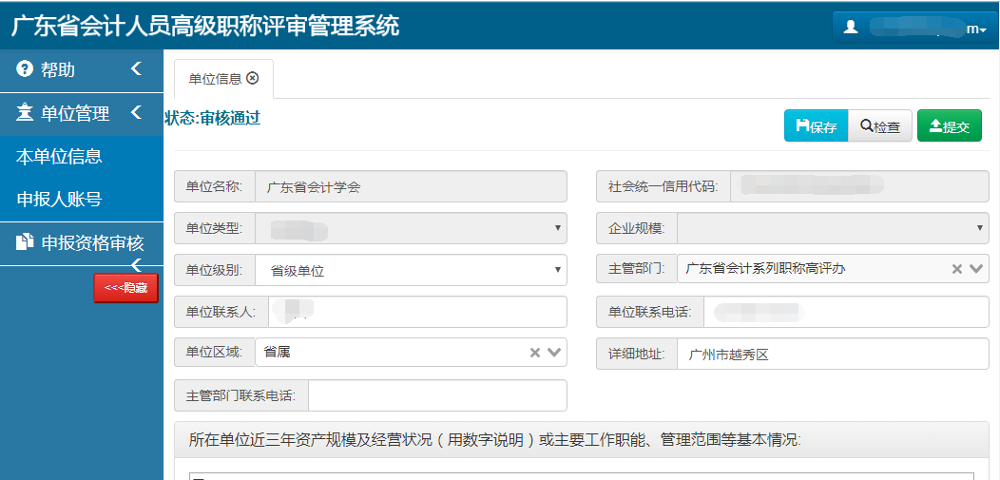 广东省会计人员高级职称评审管理系统
m
帮助
单位管理
本单位信息
申报人账号
申报资格审核
<<<隐藏
单位信息
状态:审核通过
保存 检查 提交
单位名称: 广东省会计学会 社会统一信用代码:
单位类型: 企业规模:
单位级别: 省级单位 主管部门: 广东省会计系列职称高评办
单位联系人: 单位联系电话:
单位区域: 省属 详细地址: 广州市越秀区
主管部门联系电话:
所在单位近三年资产规模及经营状况（用数字说明）或主要工作职能、管理范围等基本情况: